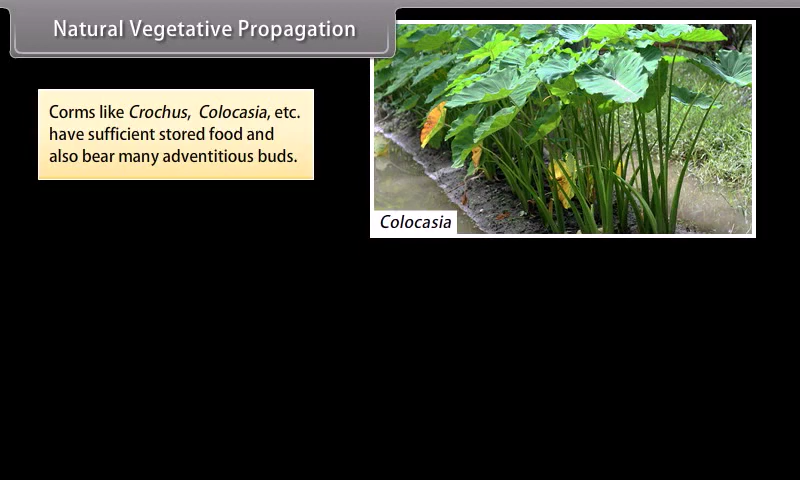 Natural Vegetative Propagation
Corms like Crochus, Colocasia, etc.
have sufficient stored food and
also bear many adventitious buds.
Colocasia